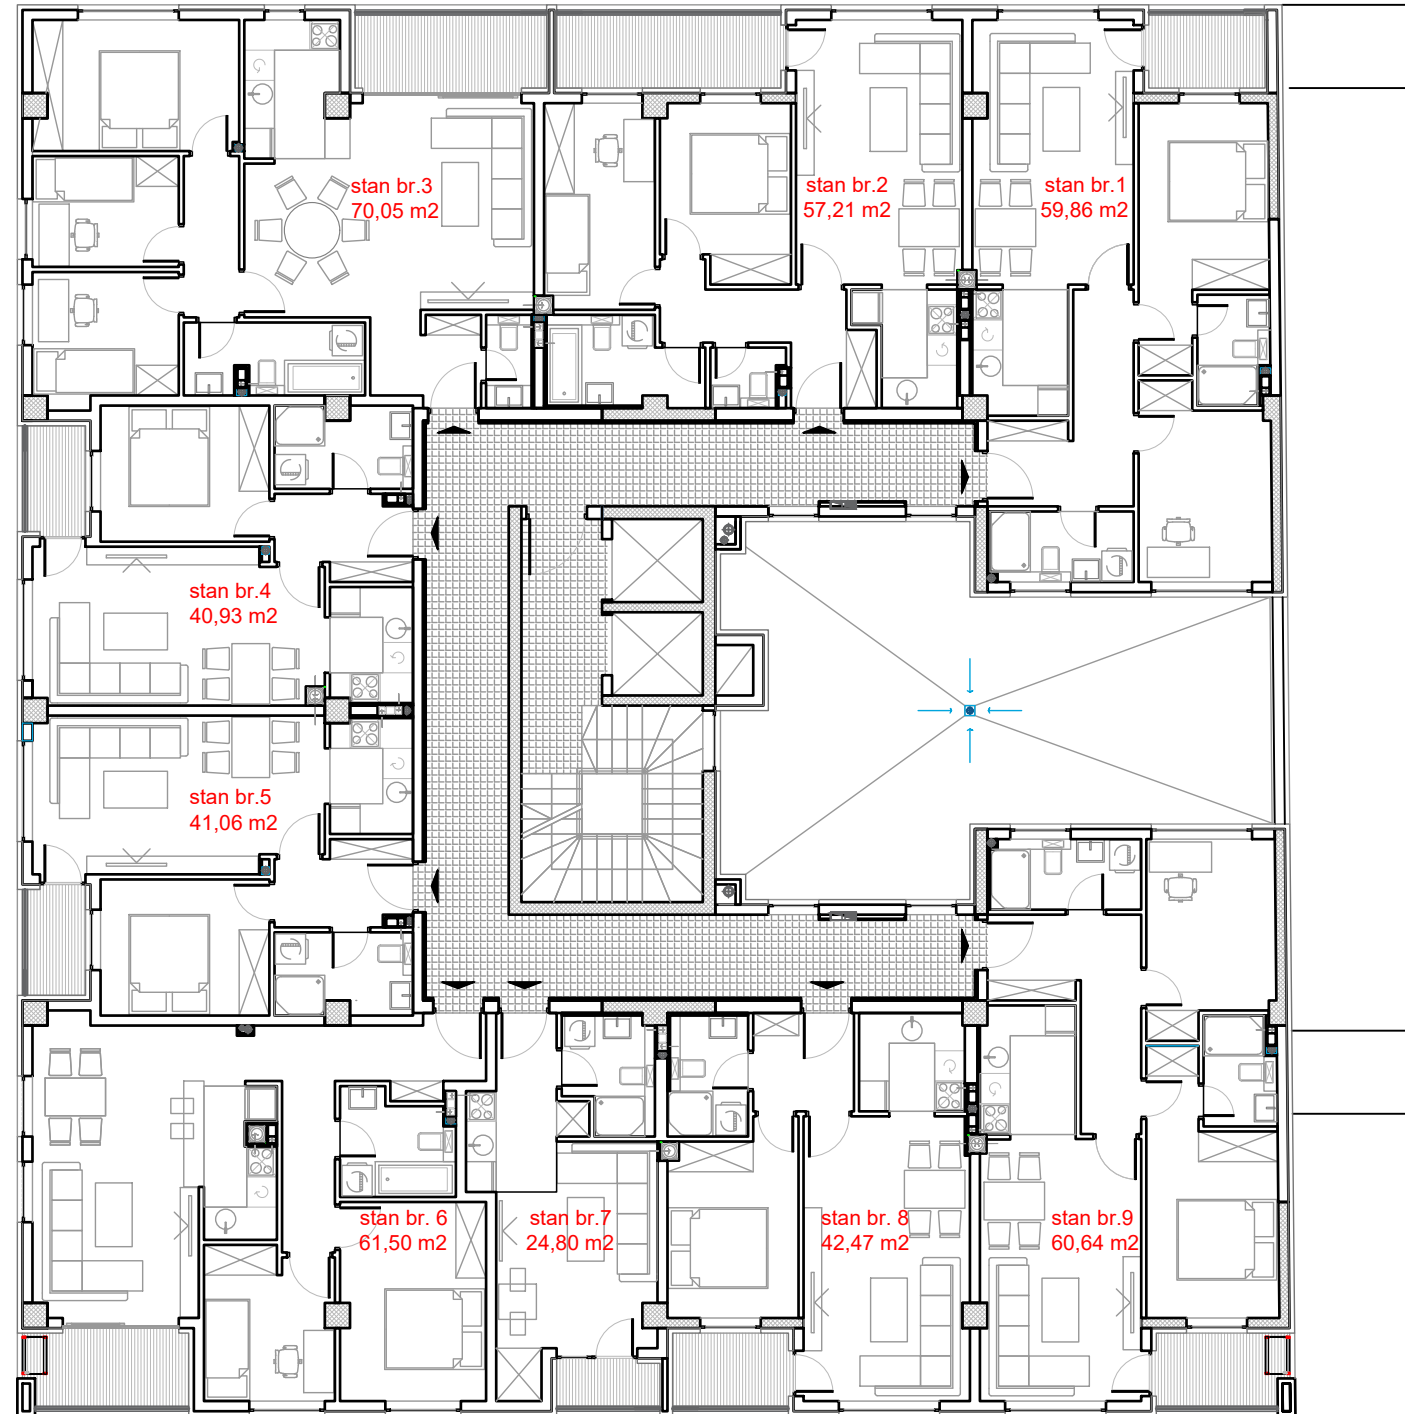 stan br.3
70,05 m2
stan br.2
57,21 m2
stan br.1
59,86 m2
stan br.4
40,93 m2
stan br.5
41,06 m2
stan br. 6
61,50 m2
stan br.7
24,80 m2
stan br. 8
42,47 m2
stan br.9
60,64 m2